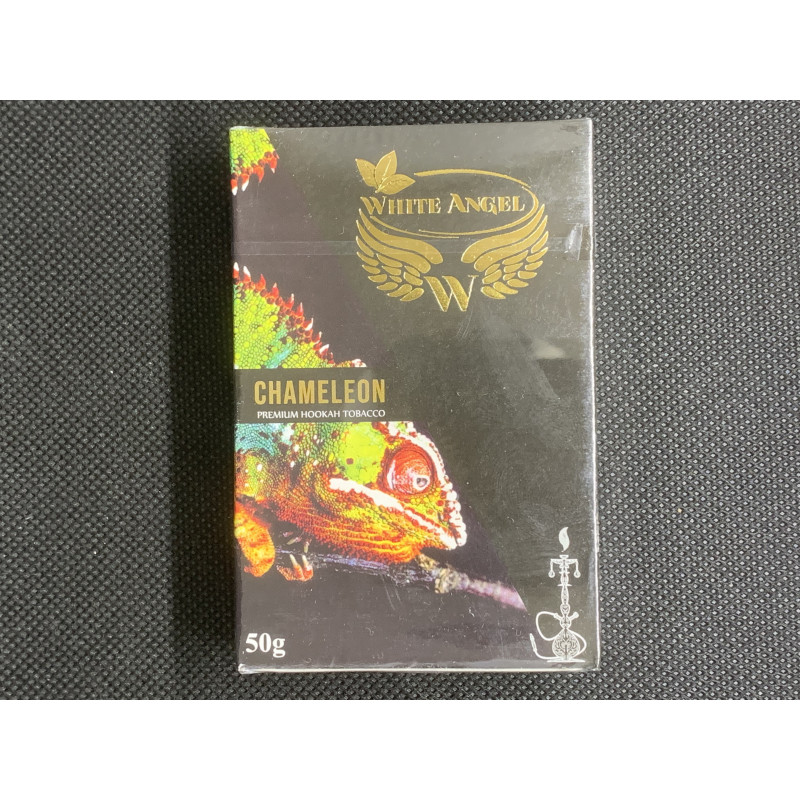 WHITE ANGEL
W
CHAMELEON
PREMIUM HOOKAH TOBACCO
50g